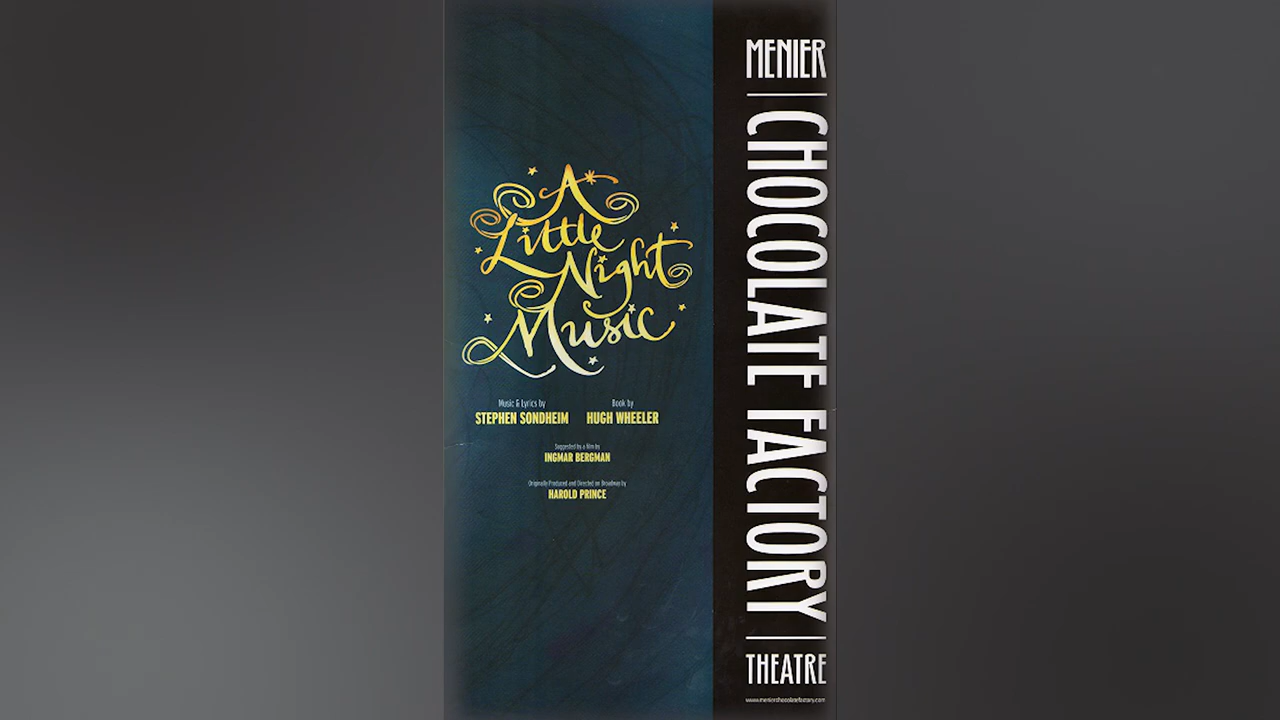 A
Little
Night
Music
Music & Lyrics by
STEPHEN SONDHEIM
Book by
HUGH WHEELER
Suggested by a film by
INGMAR BERGMAN
Originally Produced and Directed on Broadway by
HAROLD PRINCE
MENIER
CHOCOLATE FACTORY
THEATRE
www.menierchocolatefactory.com